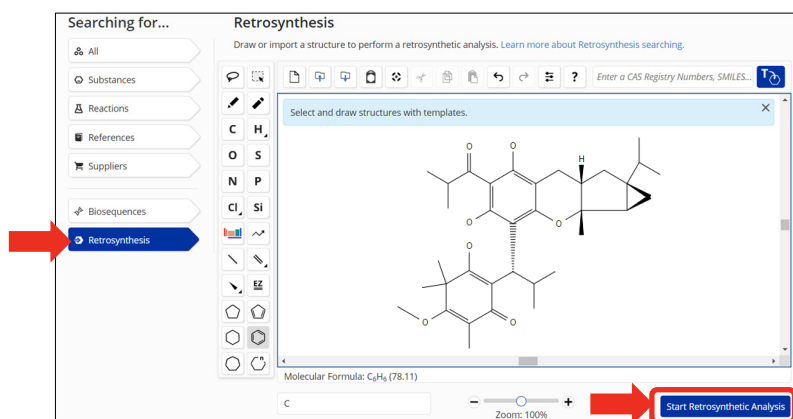 Searching for...
All
Substances
Reactions
References
Suppliers
Biosequences
Retrosynthesis
Retrosynthesis
Draw or import a structure to perform a retrosynthetic analysis. Learn more about Retrosynthesis searching.
? Enter a CAS Registry Numbers, SMILES... T
Select and draw structures with templates. ×
C H
O S
N P
Cl Si
EZ
n
O O H
O O
O
O O
Molecular Formula: C₆H₆ (78.11)
C
− +
Zoom: 100%
Start Retrosynthetic Analysis